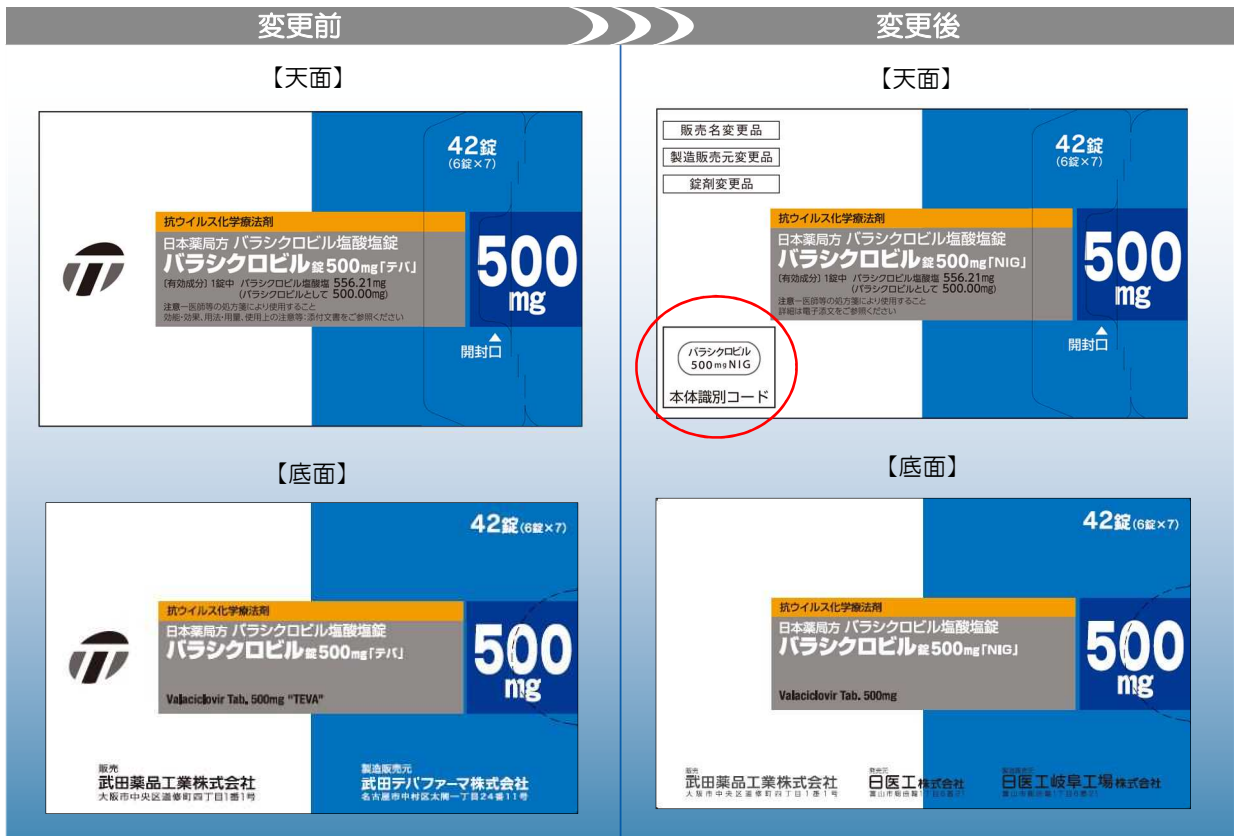 変更前
変更後
【天面】
42錠
(6錠×7)
抗ウイルス化学療法剤
日本薬局方 バラシクロビル塩酸塩錠
バラシクロビル錠500mg「テバ」
〔有効成分〕1錠中 バラシクロビル塩酸塩 556.21mg
(バラシクロビルとして 500.00mg)
注意―医師等の処方箋により使用すること
効能・効果、用法・用量、使用上の注意等:添付文書をご参照ください
500
mg
開封口
【天面】
販売名変更品
製造販売元変更品
錠剤変更品
42錠
(6錠×7)
抗ウイルス化学療法剤
日本薬局方 バラシクロビル塩酸塩錠
バラシクロビル錠500mg「NIG」
〔有効成分〕1錠中 バラシクロビル塩酸塩 556.21mg
(バラシクロビルとして 500.00mg)
注意―医師等の処方箋により使用すること
詳細は電子添文をご参照ください
500
mg
開封口
バラシクロビル
500mgNIG
本体識別コード
【底面】
42錠(6錠×7)
抗ウイルス化学療法剤
日本薬局方 バラシクロビル塩酸塩錠
バラシクロビル錠500mg「テバ」
Valaciclovir Tab. 500mg "TEVA"
500
mg
販売
武田薬品工業株式会社
大阪市中央区道修町四丁目1番1号
製造販売元
武田テバファーマ株式会社
名古屋市中村区太閤一丁目24番11号
【底面】
42錠(6錠×7)
抗ウイルス化学療法剤
日本薬局方 バラシクロビル塩酸塩錠
バラシクロビル錠500mg「NIG」
Valaciclovir Tab. 500mg
500
mg
販売
武田薬品工業株式会社
大阪市中央区道修町四丁目1番1号
発売元
日医工株式会社
製造販売元
日医工岐阜工場株式会社